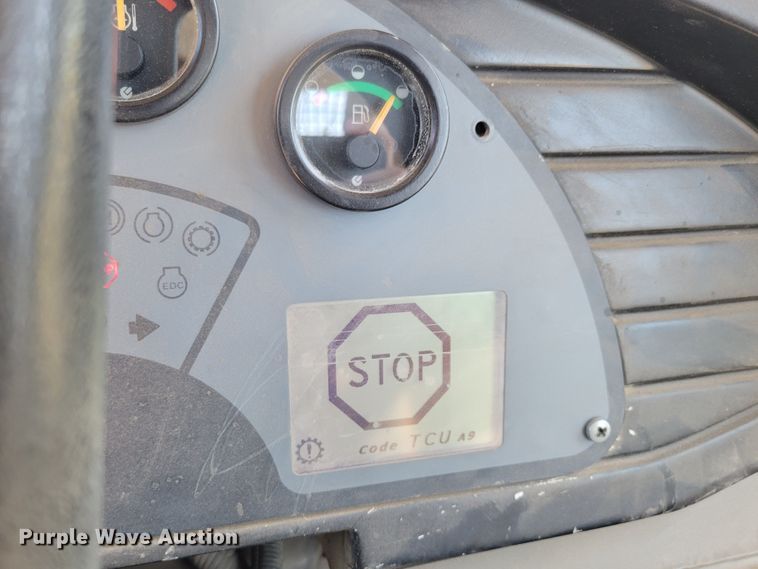 EDC
STOP
code TCU A9
Purple Wave Auction